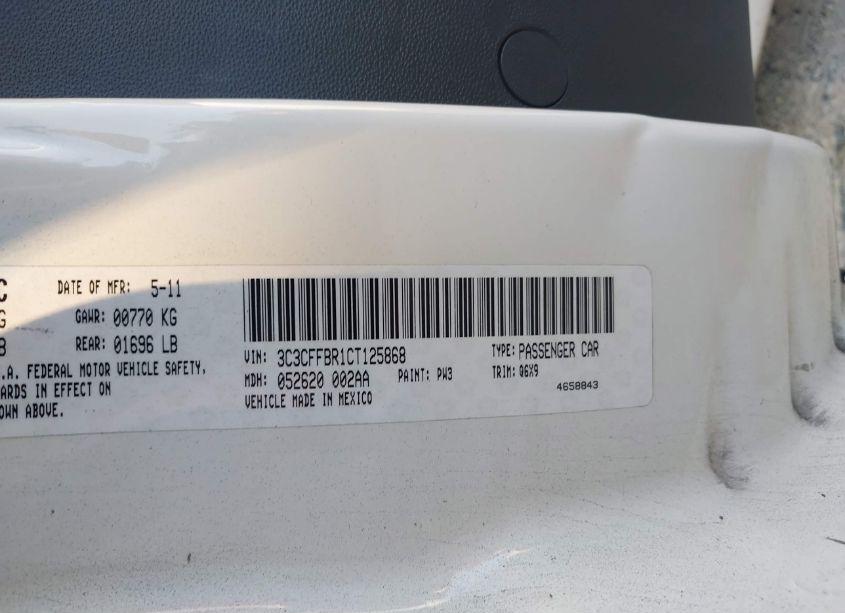 C DATE OF MFR: 5-11
G GAWR: 00770 KG
B REAR: 01696 LB
.A. FEDERAL MOTOR VEHICLE SAFETY,
ARDS IN EFFECT ON
OWN ABOVE.
VIN: 3C3CFFBR1CT125868 TYPE: PASSENGER CAR
MDH: 052620 002AA PAINT: PW3 TRIM: Q6X9
VEHICLE MADE IN MEXICO 4658843